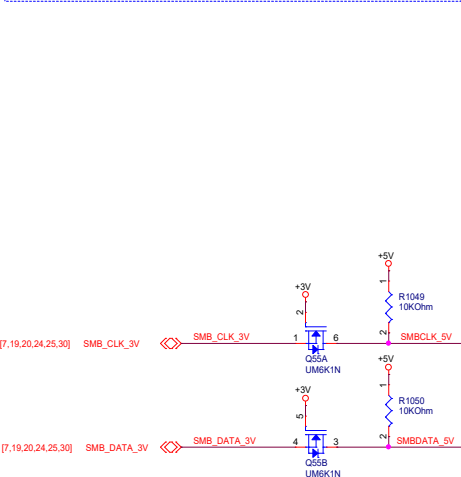 +5V
1
R1049
10KOhm
2
+3V
2
[7,19,20,24,25,30] SMB_CLK_3V
SMB_CLK_3V
1
6
SMBCLK_5V
Q55A
UM6K1N
+5V
1
R1050
10KOhm
2
+3V
5
[7,19,20,24,25,30] SMB_DATA_3V
SMB_DATA_3V
4
3
SMBDATA_5V
Q55B
UM6K1N